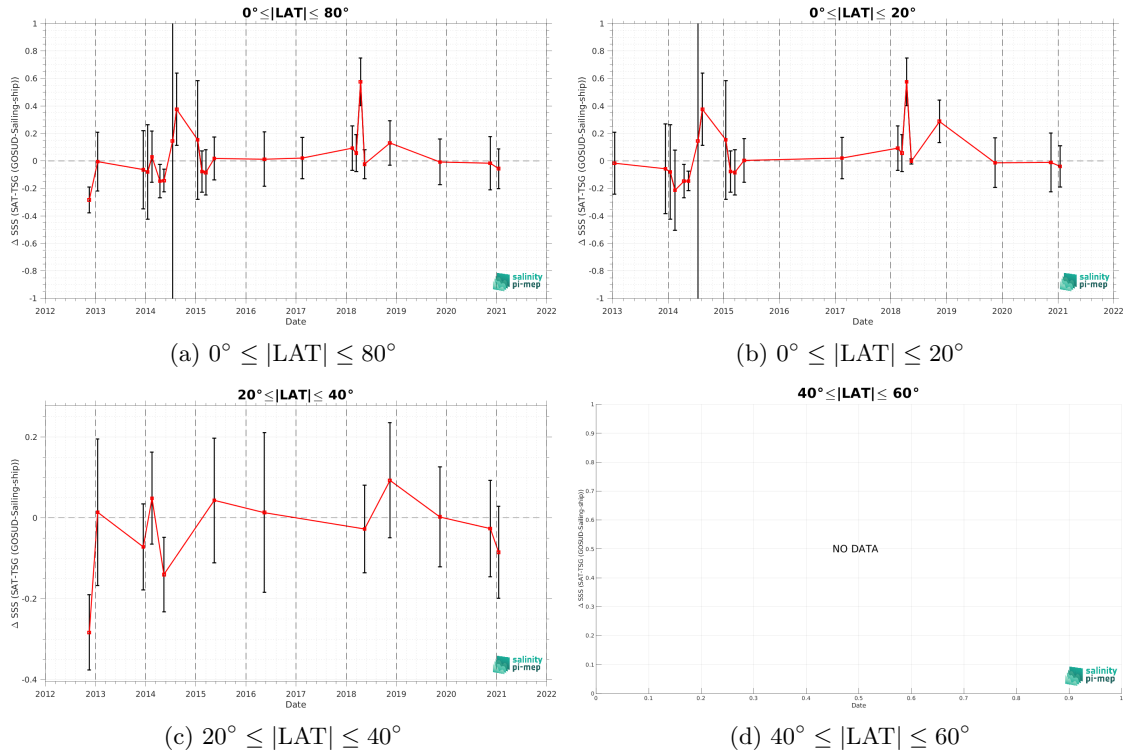 0°≤|LAT|≤ 80°
Δ SSS (SAT-TSG (GOSUD-Sailing-ship))
1
0.8
0.6
0.4
0.2
0
-0.2
-0.4
-0.6
-0.8
-1
2012 2013 2014 2015 2016 2017 2018 2019 2020 2021 2022
Date
salinity
pi-mep
(a) 0° ≤ |LAT| ≤ 80°
0°≤|LAT|≤ 20°
Δ SSS (SAT-TSG (GOSUD-Sailing-ship))
1
0.8
0.6
0.4
0.2
0
-0.2
-0.4
-0.6
-0.8
-1
2013 2014 2015 2016 2017 2018 2019 2020 2021 2022
Date
salinity
pi-mep
(b) 0° ≤ |LAT| ≤ 20°
20°≤|LAT|≤ 40°
Δ SSS (SAT-TSG (GOSUD-Sailing-ship))
0.2
0
-0.2
-0.4
2012 2013 2014 2015 2016 2017 2018 2019 2020 2021 2022
Date
salinity
pi-mep
(c) 20° ≤ |LAT| ≤ 40°
40°≤|LAT|≤ 60°
Δ SSS (SAT-TSG (GOSUD-Sailing-ship))
1
0.9
0.8
0.7
0.6
0.5
0.4
0.3
0.2
0.1
0
NO DATA
0 0.1 0.2 0.3 0.4 0.5 0.6 0.7 0.8 0.9 1
Date
salinity
pi-mep
(d) 40° ≤ |LAT| ≤ 60°